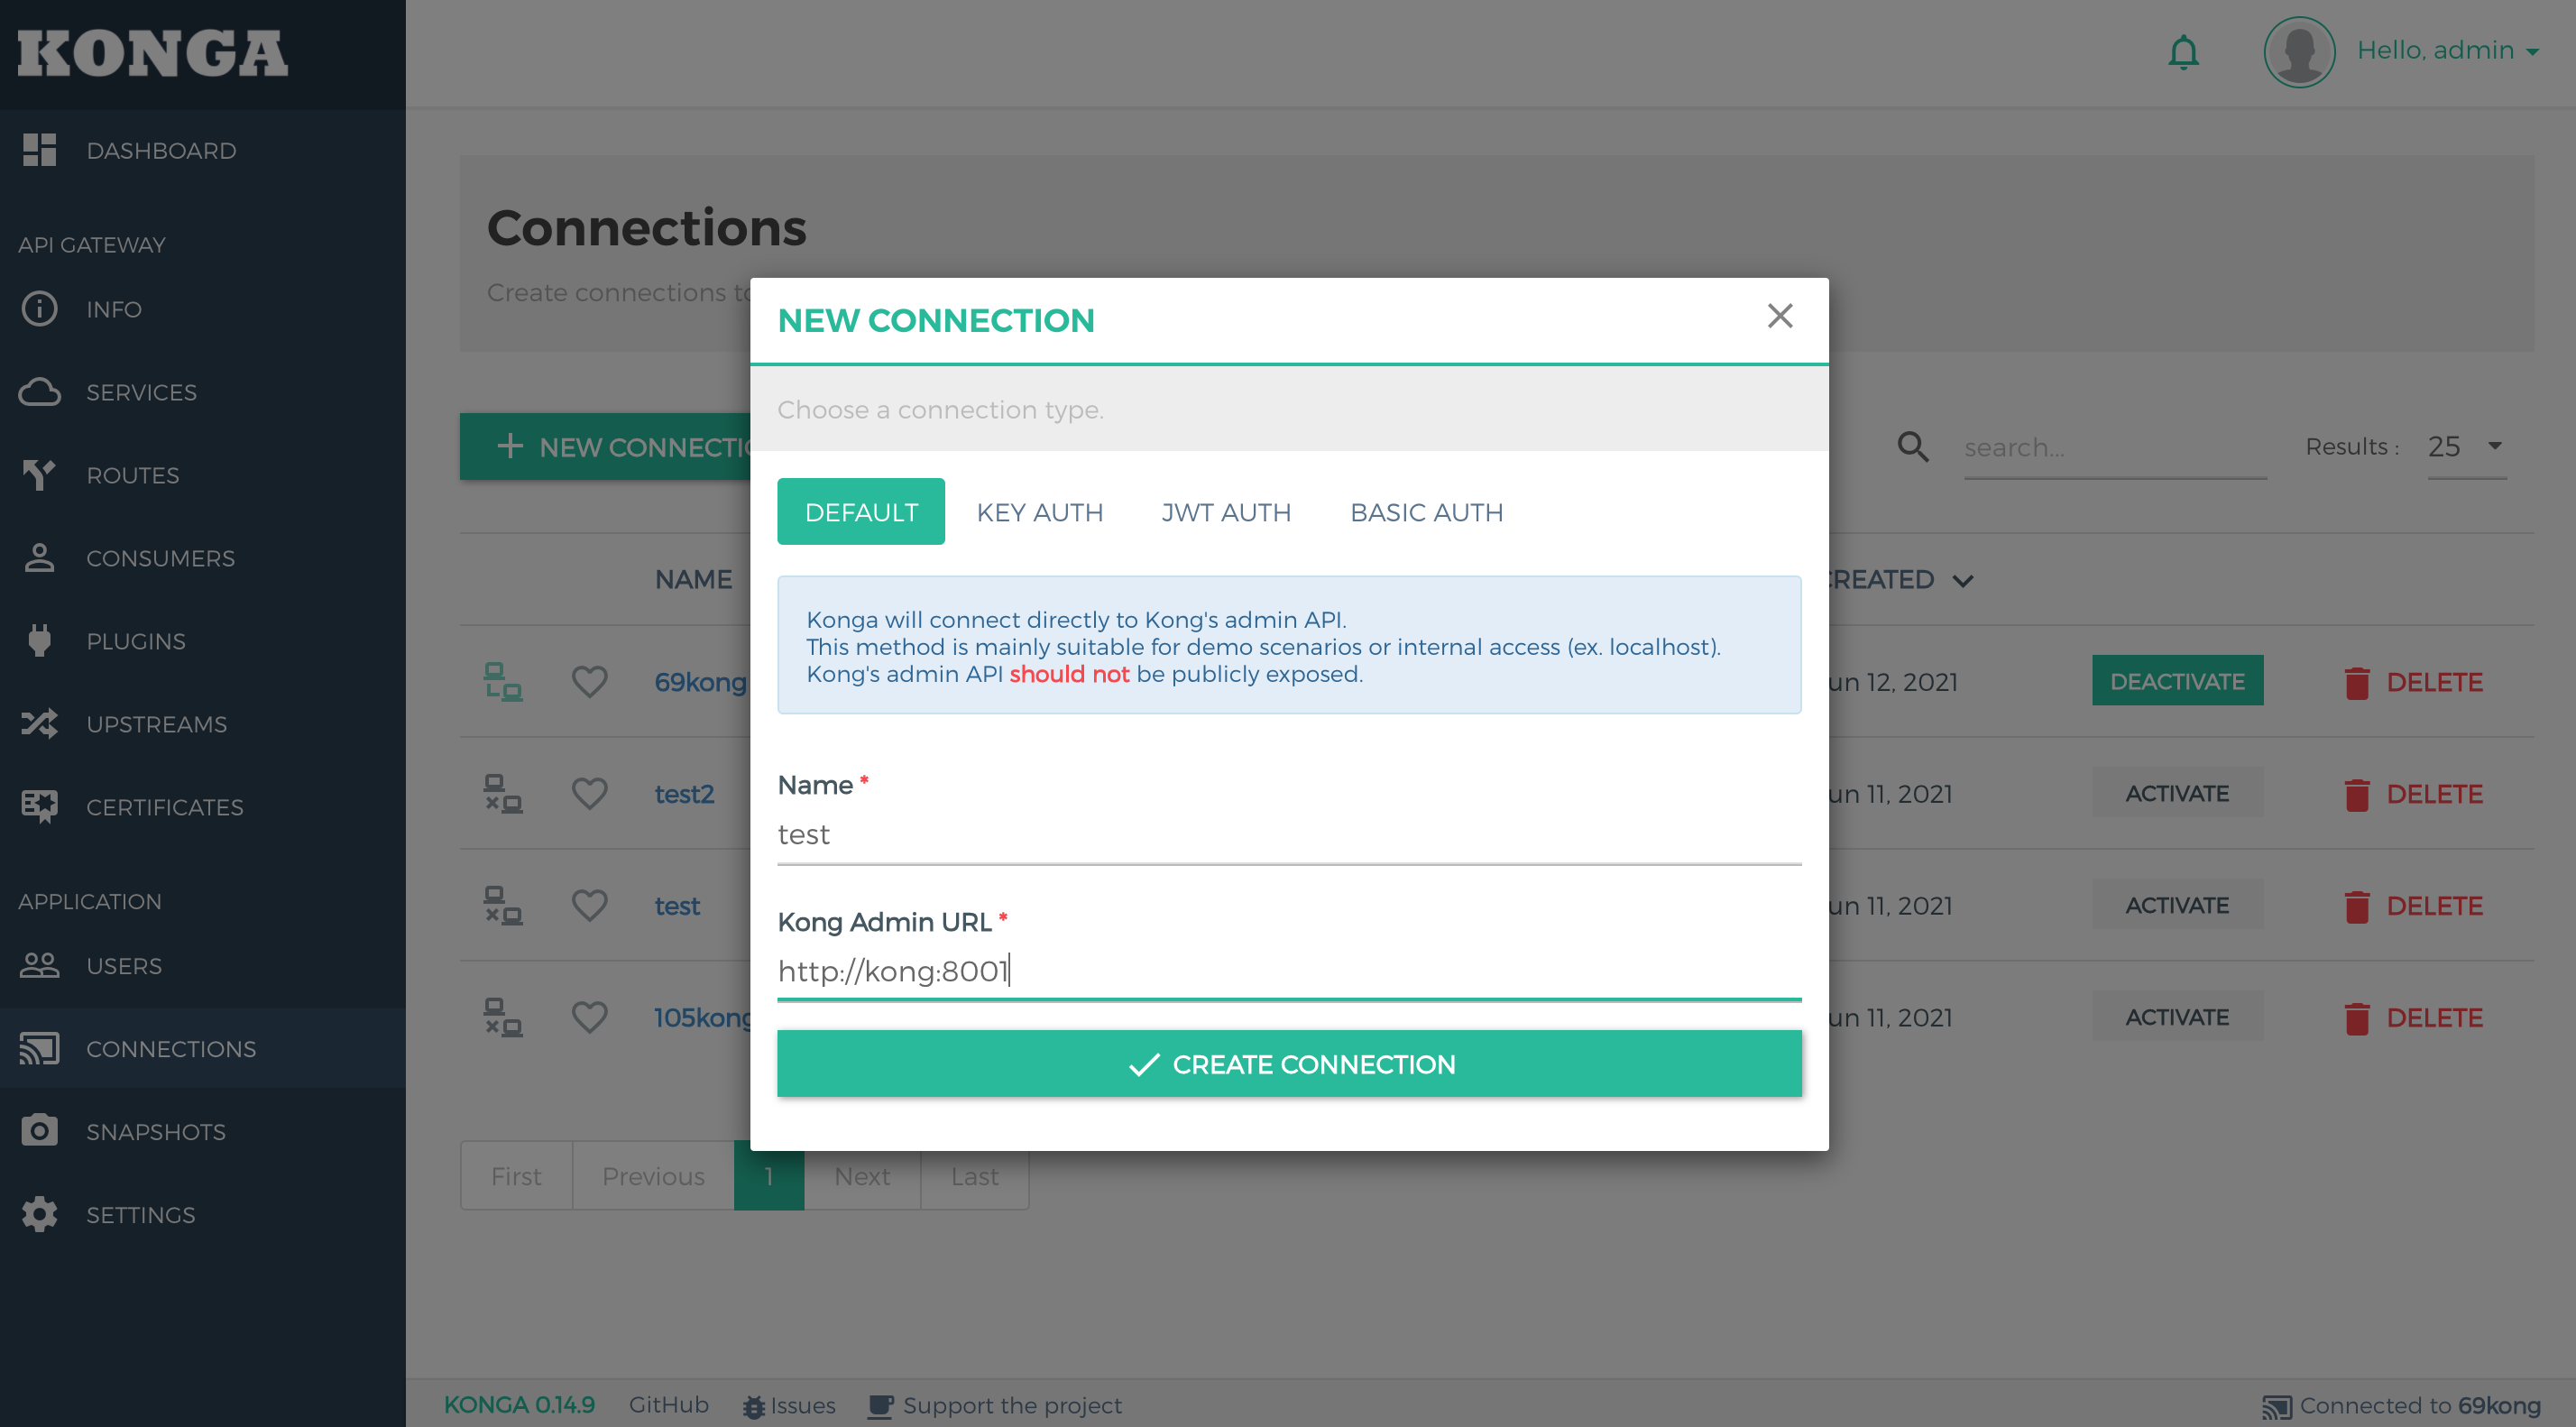 KONGA
Hello, admin
DASHBOARD
API GATEWAY
INFO
SERVICES
ROUTES
CONSUMERS
PLUGINS
UPSTREAMS
CERTIFICATES
APPLICATION
USERS
CONNECTIONS
SNAPSHOTS
SETTINGS
Connections
Create connections
NEW
search...
Results :
25
NAME
69kong
un 12, 2021
DEACTIVATE
DELETE
test2
un 11, 2021
ACTIVATE
DELETE
test
un 11, 2021
ACTIVATE
DELETE
105kong
un 11, 2021
ACTIVATE
DELETE
First
Previous
1
Next
Last
NEW CONNECTION
Choose a connection type.
DEFAULT
KEY AUTH
JWT AUTH
BASIC AUTH
Konga will connect directly to Kong's admin API.
This method is mainly suitable for demo scenarios or internal access (ex. localhost).
Kong's admin API should not be publicly exposed.
Name *
test
Kong Admin URL *
http://kong:8001
CREATE CONNECTION
KONGA 0.14.9
GitHub
Issues
Support the project
Connected to 69kong